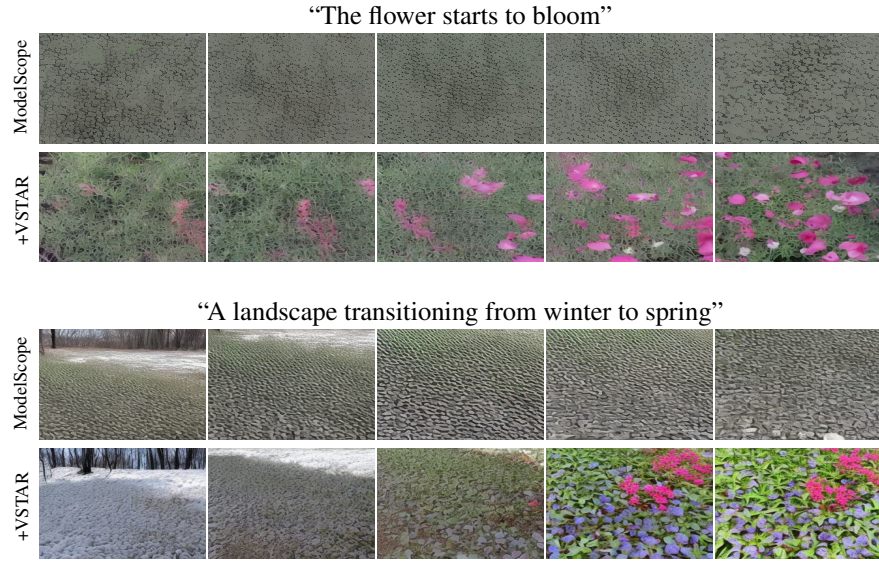 “The flower starts to bloom”
ModelScope
+VSTAR
“A landscape transitioning from winter to spring”
ModelScope
+VSTAR